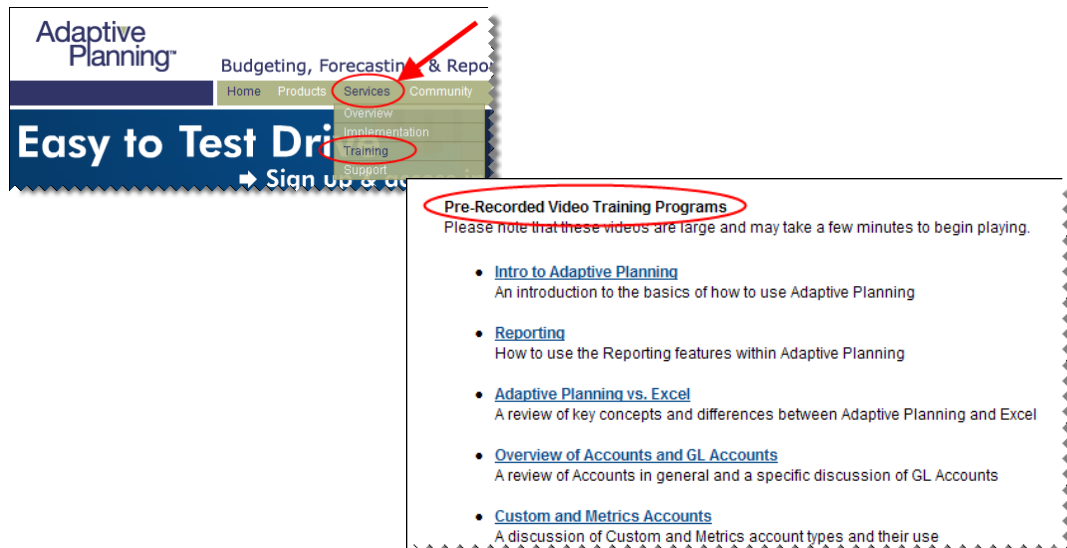 Adaptive
Planning™
Budgeting, Forecasting & Repo
Home Products Services Community
Overview
Implementation
Easy to Test Dri
Training
Support
➡ Sign up & access i
Pre-Recorded Video Training Programs
Please note that these videos are large and may take a few minutes to begin playing.
• Intro to Adaptive Planning
An introduction to the basics of how to use Adaptive Planning
• Reporting
How to use the Reporting features within Adaptive Planning
• Adaptive Planning vs. Excel
A review of key concepts and differences between Adaptive Planning and Excel
• Overview of Accounts and GL Accounts
A review of Accounts in general and a specific discussion of GL Accounts
• Custom and Metrics Accounts
A discussion of Custom and Metrics account types and their use